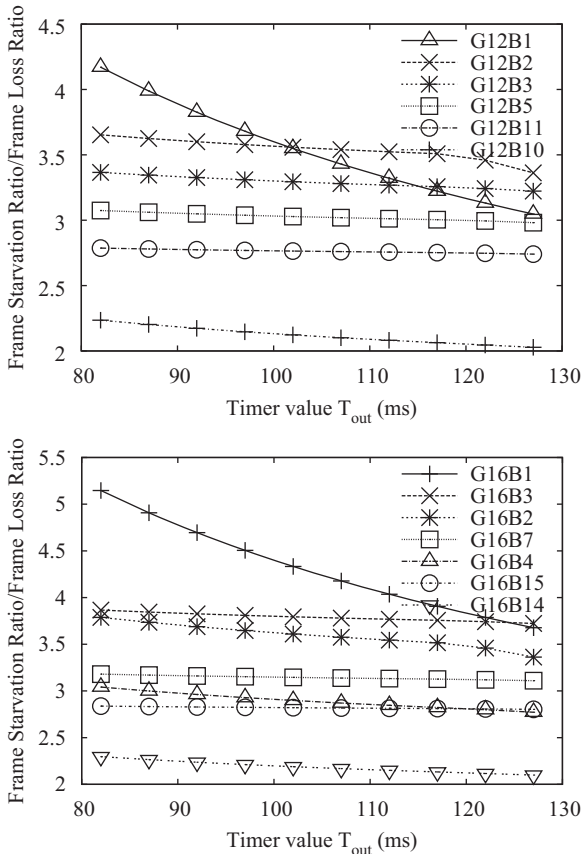 Frame Starvation Ratio/Frame Loss Ratio
5
4.5
4
3.5
3
2.5
2
80
90
100
110
120
130
Timer value T_out (ms)
G12B1
G12B2
G12B3
G12B5
G12B11
G12B10
Frame Starvation Ratio/Frame Loss Ratio
5.5
5
4.5
4
3.5
3
2.5
2
80
90
100
110
120
130
Timer value T_out (ms)
G16B1
G16B3
G16B2
G16B7
G16B4
G16B15
G16B14